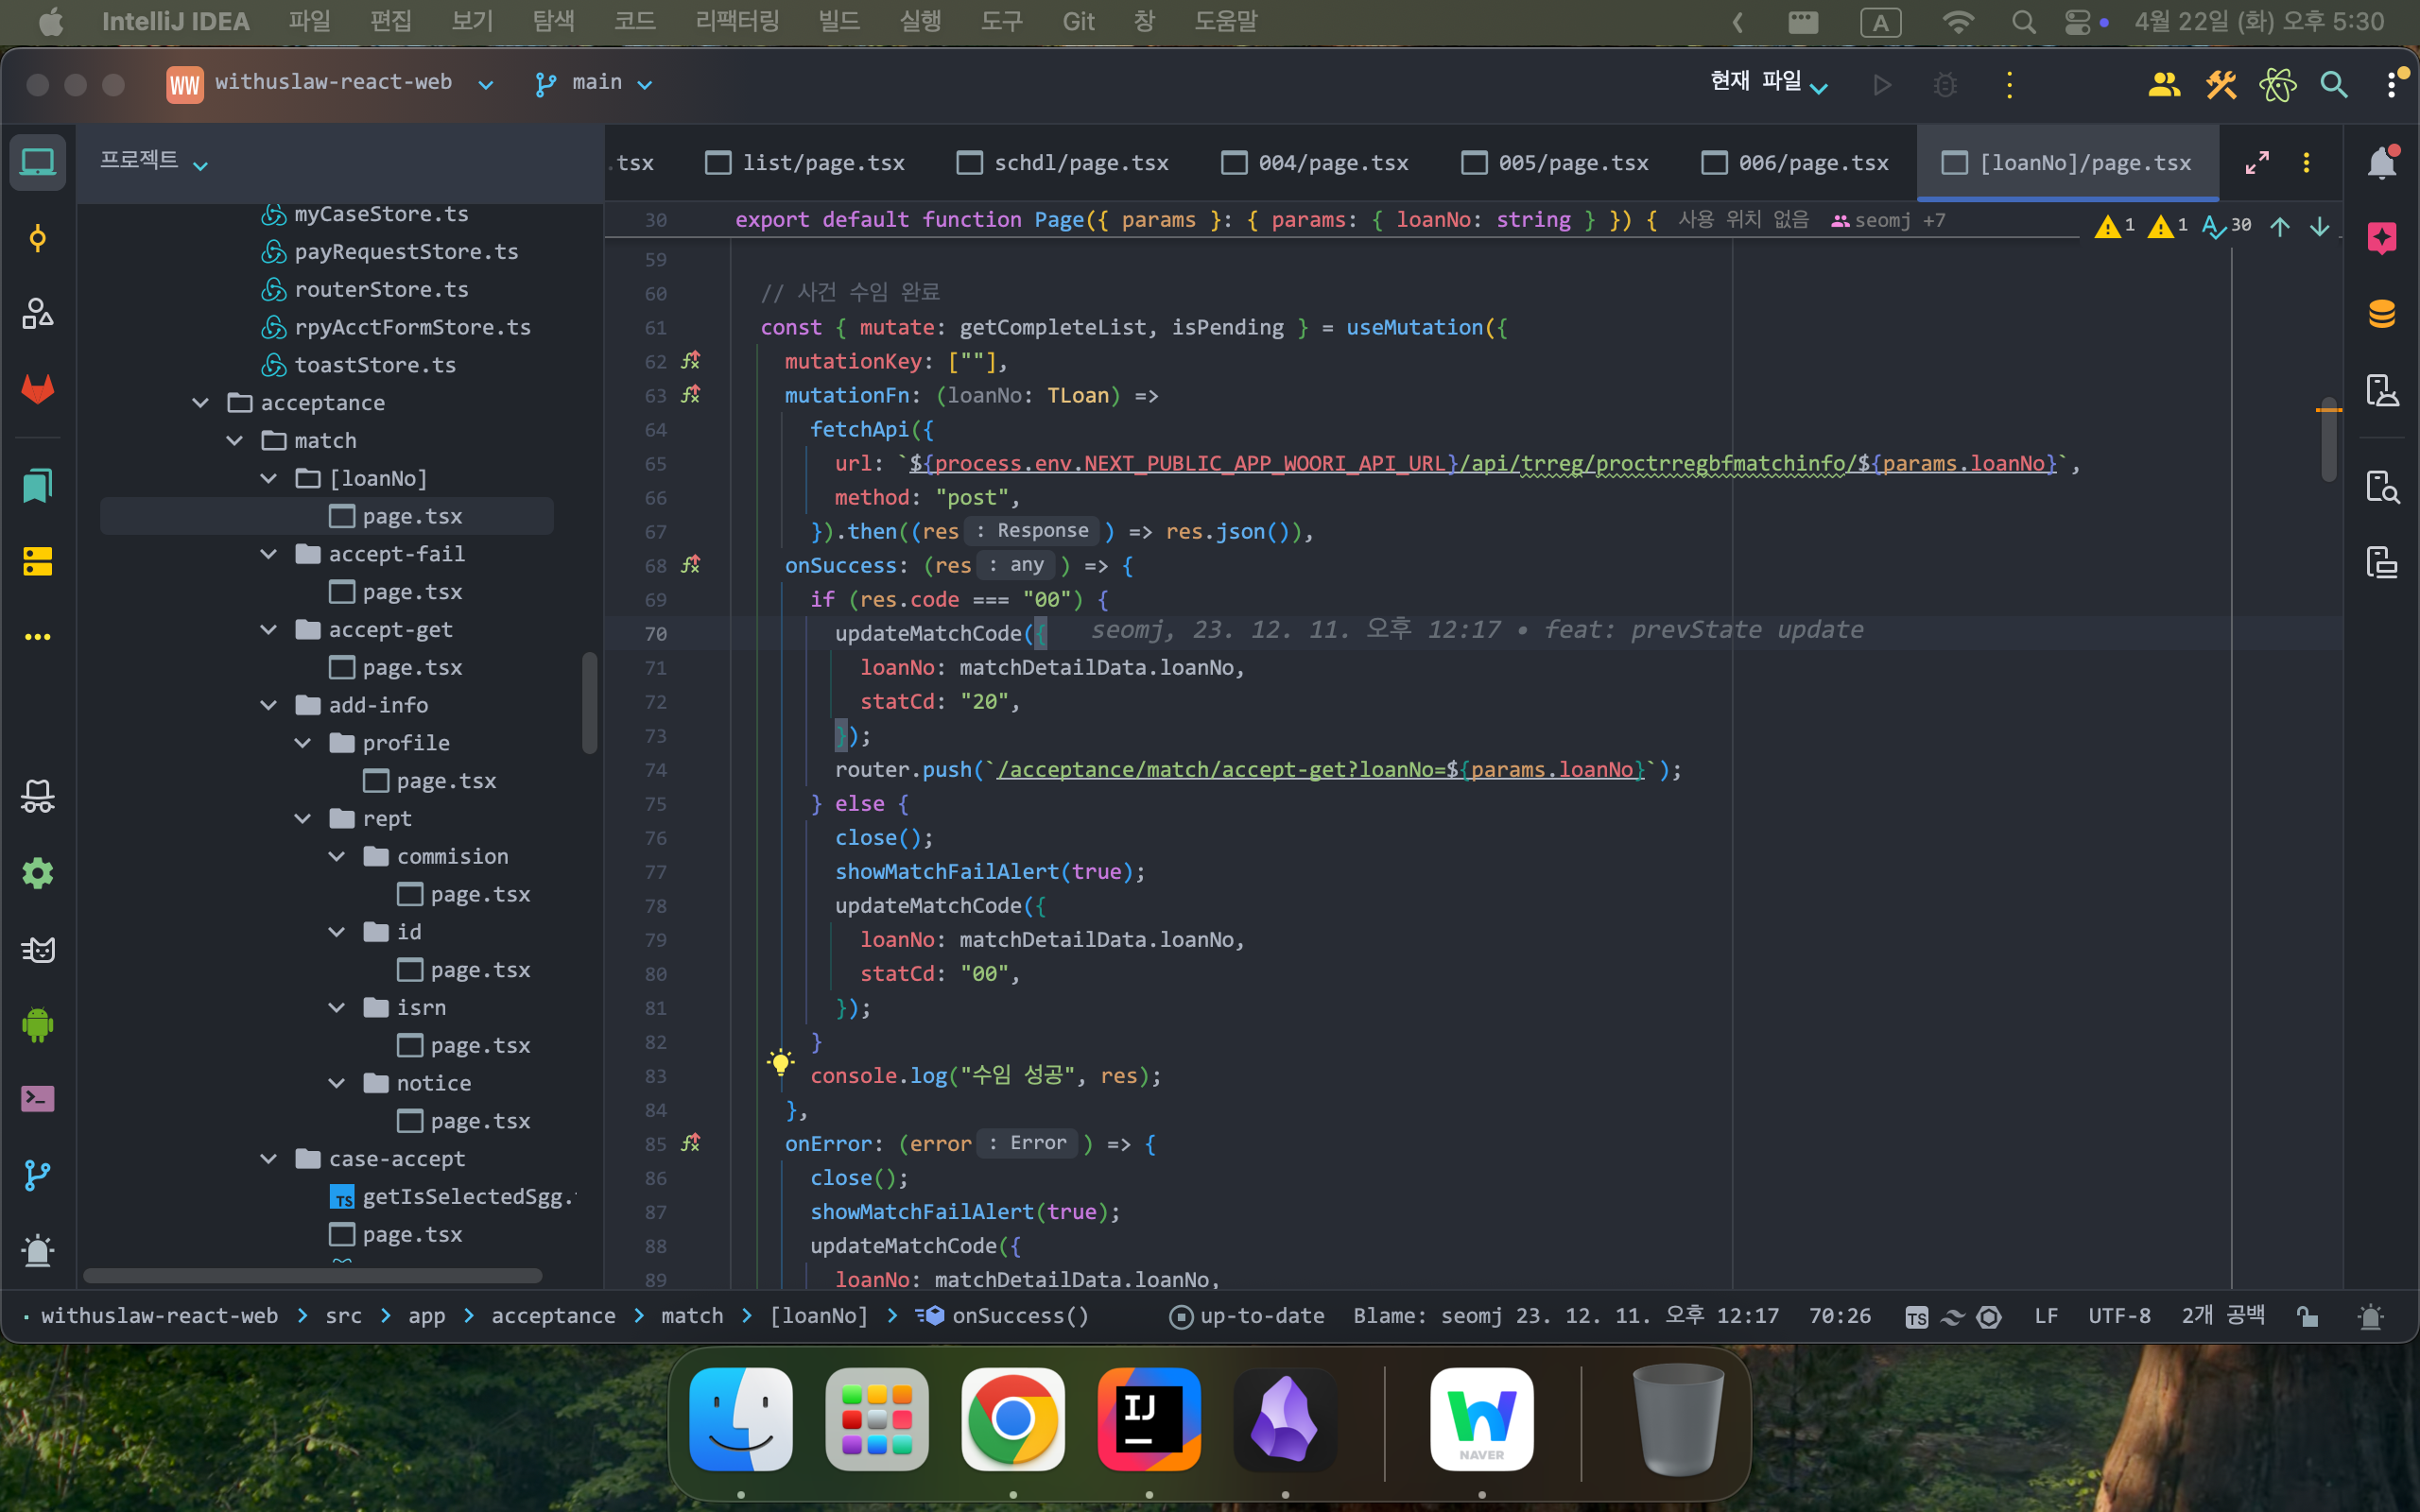 IntelliJ IDEA 파일 편집 보기 탐색 코드 리팩터링 빌드 실행 도구 Git 창 도움말 A 4월 22일 (화) 오후 5:30
WW withuslaw-react-web main 현재 파일
프로젝트
.tsx list/page.tsx schdl/page.tsx 004/page.tsx 005/page.tsx 006/page.tsx [loanNo]/page.tsx
myCaseStore.ts
payRequestStore.ts
routerStore.ts
rpyAcctFormStore.ts
toastStore.ts
acceptance
match
[loanNo]
page.tsx
accept-fail
page.tsx
accept-get
page.tsx
add-info
profile
page.tsx
rept
commision
page.tsx
id
page.tsx
isrn
page.tsx
notice
page.tsx
case-accept
TS getIsSelectedSgg.
page.tsx
30 export default function Page({ params }: { params: { loanNo: string } }) { 사용 위치 없음 seomj +7 1 1 30
59
60 // 사건 수임 완료
61 const { mutate: getCompleteList, isPending } = useMutation({
62 mutationKey: [""],
63 mutationFn: (loanNo: TLoan) =>
64 fetchApi({
65 url: `${process.env.NEXT_PUBLIC_APP_WOORI_API_URL}/api/trreg/proctrregbfmatchinfo/${params.loanNo}`,
66 method: "post",
67 }).then((res : Response ) => res.json()),
68 onSuccess: (res : any ) => {
69 if (res.code === "00") {
70 updateMatchCode({ seomj, 23. 12. 11. 오후 12:17 • feat: prevState update
71 loanNo: matchDetailData.loanNo,
72 statCd: "20",
73 });
74 router.push(`/acceptance/match/accept-get?loanNo=${params.loanNo}`);
75 } else {
76 close();
77 showMatchFailAlert(true);
78 updateMatchCode({
79 loanNo: matchDetailData.loanNo,
80 statCd: "00",
81 });
82 }
83 console.log("수임 성공", res);
84 },
85 onError: (error : Error ) => {
86 close();
87 showMatchFailAlert(true);
88 updateMatchCode({
89 loanNo: matchDetailData.loanNo,
withuslaw-react-web > src > app > acceptance > match > [loanNo] > onSuccess() up-to-date Blame: seomj 23. 12. 11. 오후 12:17 70:26 TS LF UTF-8 2개 공백
IJ
NAVER